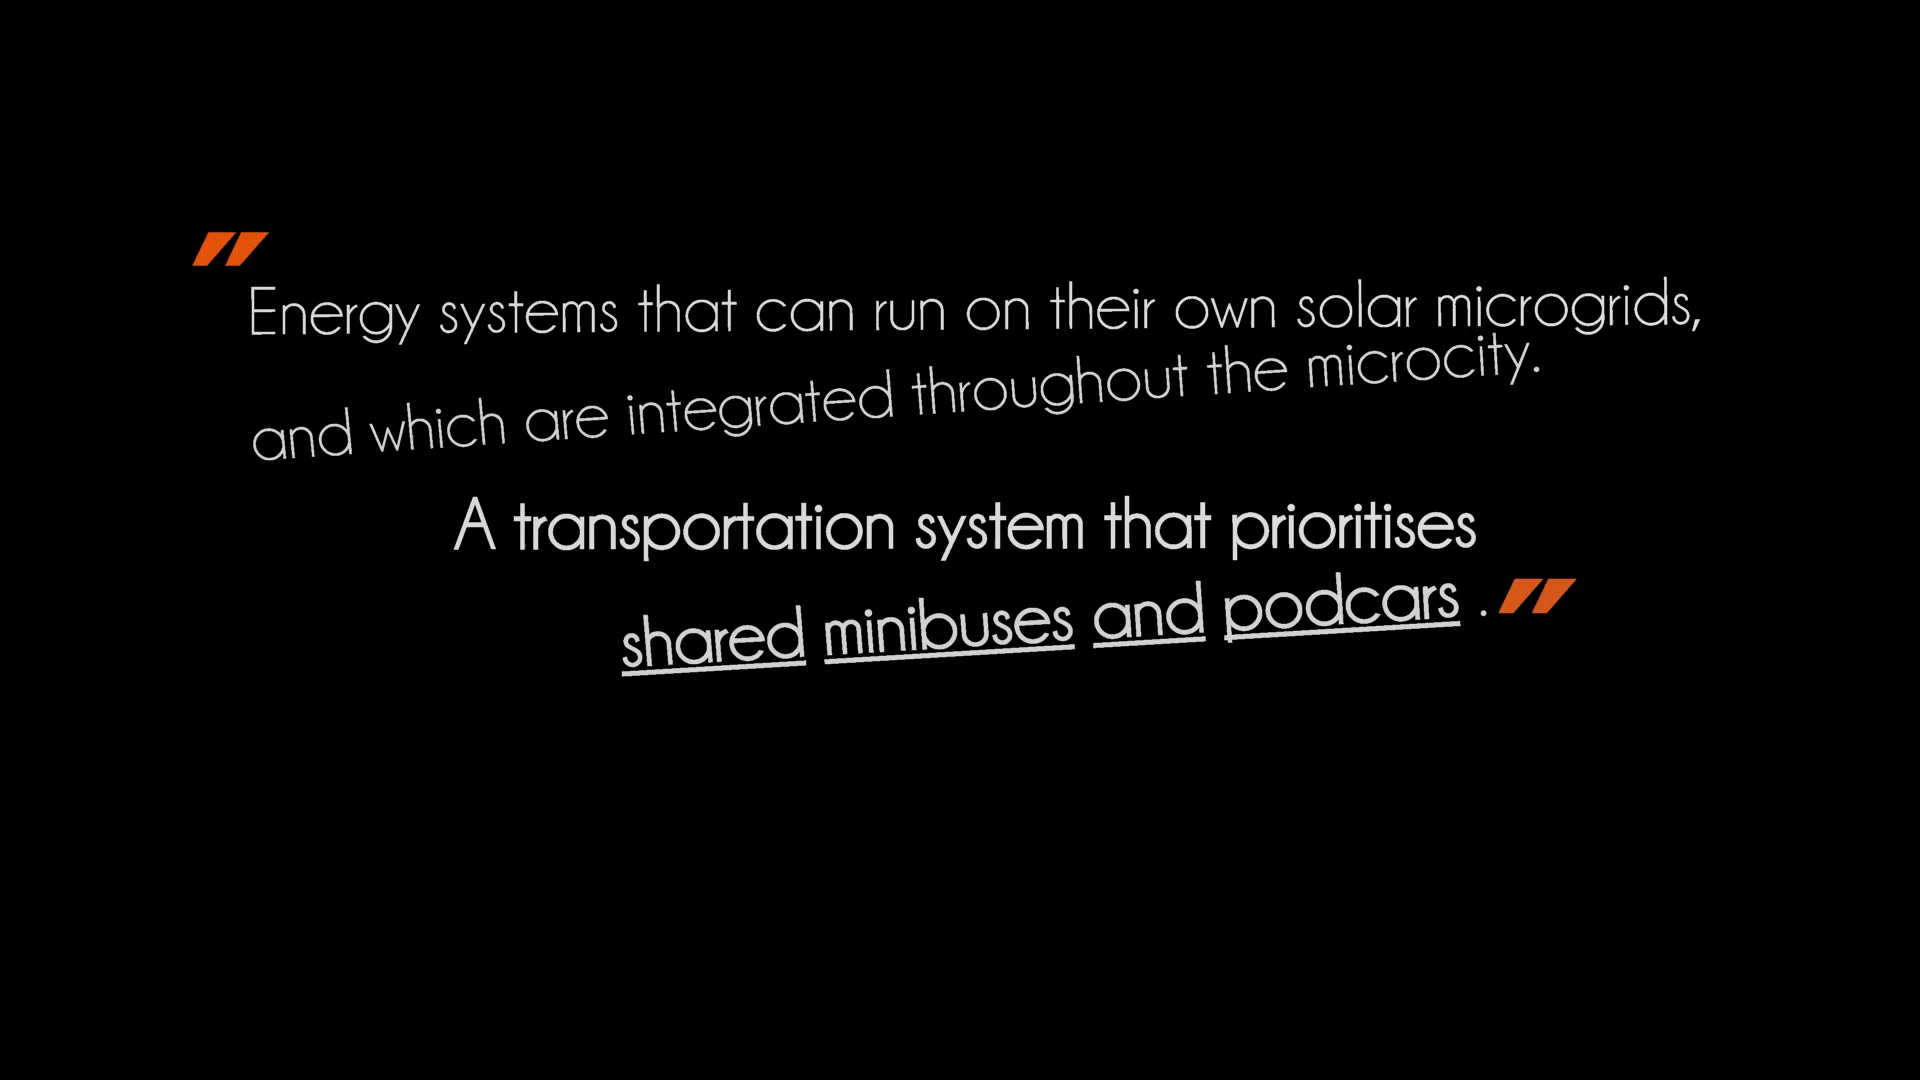 "Energy systems that can run on their own solar microgrids,
and which are integrated throughout the microcity.
A transportation system that prioritises
shared minibuses and podcars ."